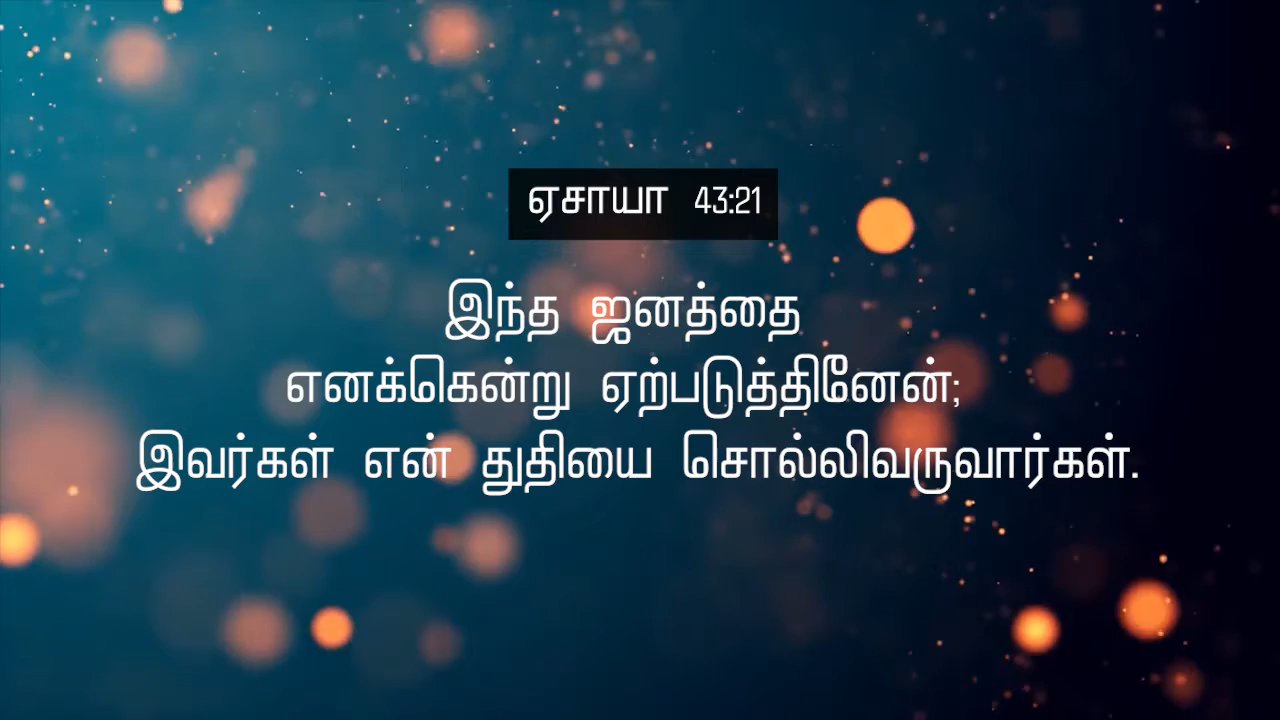 ஏசாயா 43:21
இந்த ஜனத்தை
எனக்கென்று ஏற்படுத்தினேன்;
இவர்கள் என் துதியை சொல்லிவருவார்கள்.